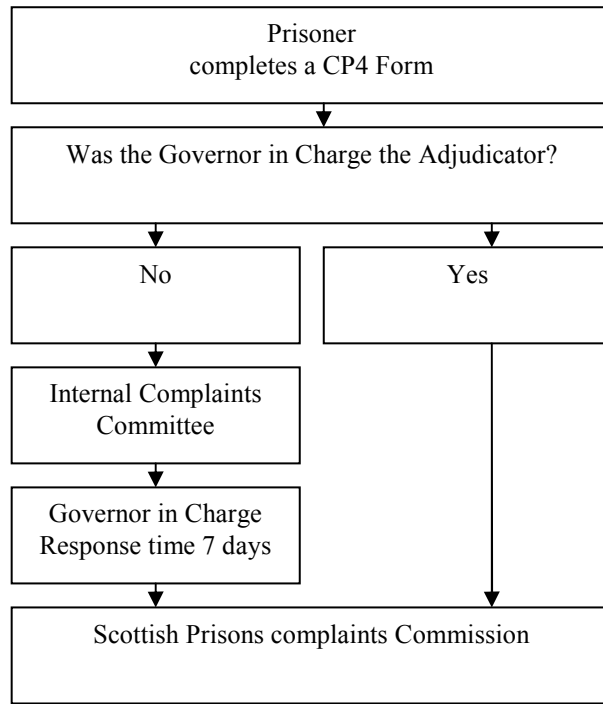 Prisoner
completes a CP4 Form
Was the Governor in Charge the Adjudicator?
No
Yes
Internal Complaints
Committee
Governor in Charge
Response time 7 days
Scottish Prisons complaints Commission